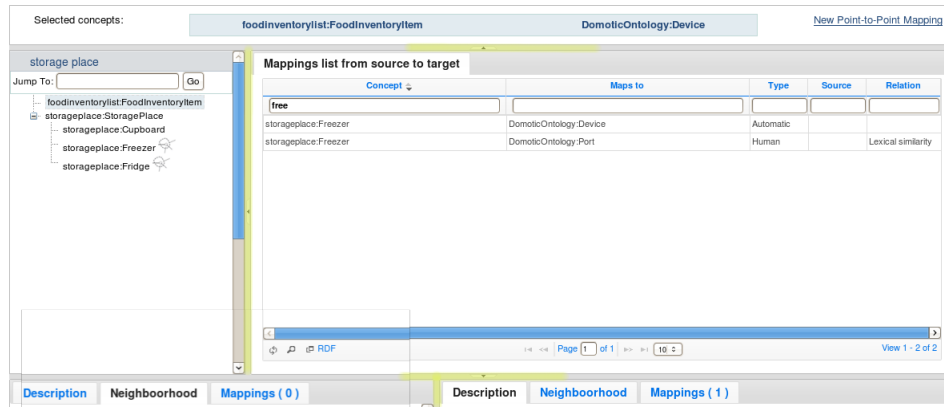 Selected concepts: foodinventorylist:FoodInventoryItem DomoticOntology:Device New Point-to-Point Mapping
storage place
Jump To: Go
foodinventorylist:FoodInventoryItem
storageplace:StoragePlace
storageplace:Cupboard
storageplace:Freezer
storageplace:Fridge
Mappings list from source to target
Concept Maps to Type Source Relation
free
storageplace:Freezer DomoticOntology:Device Automatic
storageplace:Freezer DomoticOntology:Port Human Lexical similarity
RDF Page 1 of 1 10 View 1 - 2 of 2
Description Neighboorhood Mappings ( 0 )
Description Neighboorhood Mappings ( 1 )